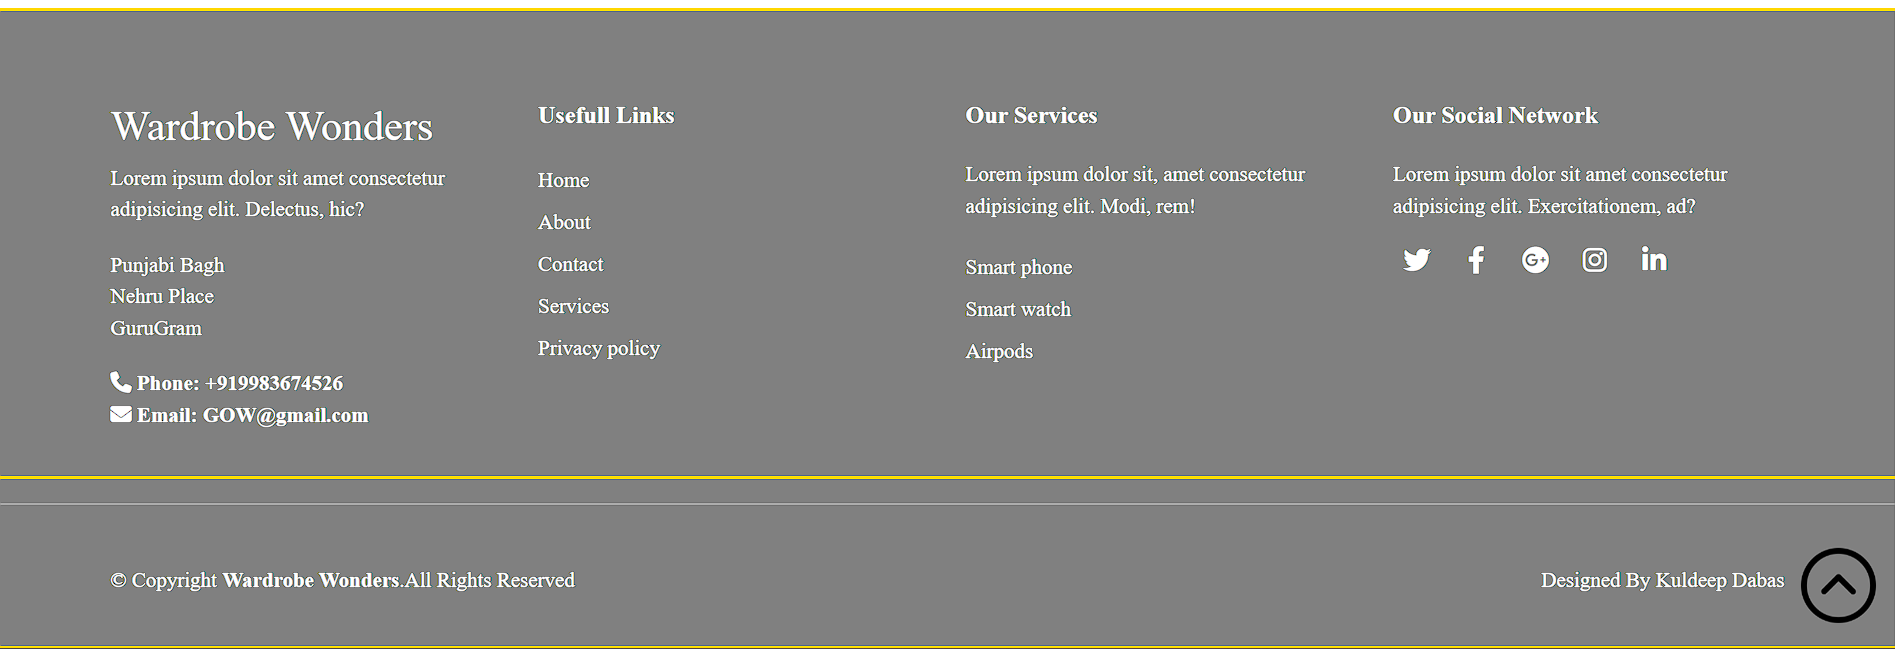 Wardrobe Wonders
Lorem ipsum dolor sit amet consectetur
adipisicing elit. Delectus, hic?
Punjabi Bagh
Nehru Place
GuruGram
Phone: +919983674526
Email: GOW@gmail.com
Usefull Links
Home
About
Contact
Services
Privacy policy
Our Services
Lorem ipsum dolor sit, amet consectetur
adipisicing elit. Modi, rem!
Smart phone
Smart watch
Airpods
Our Social Network
Lorem ipsum dolor sit amet consectetur
adipisicing elit. Exercitationem, ad?
© Copyright Wardrobe Wonders.All Rights Reserved
Designed By Kuldeep Dabas